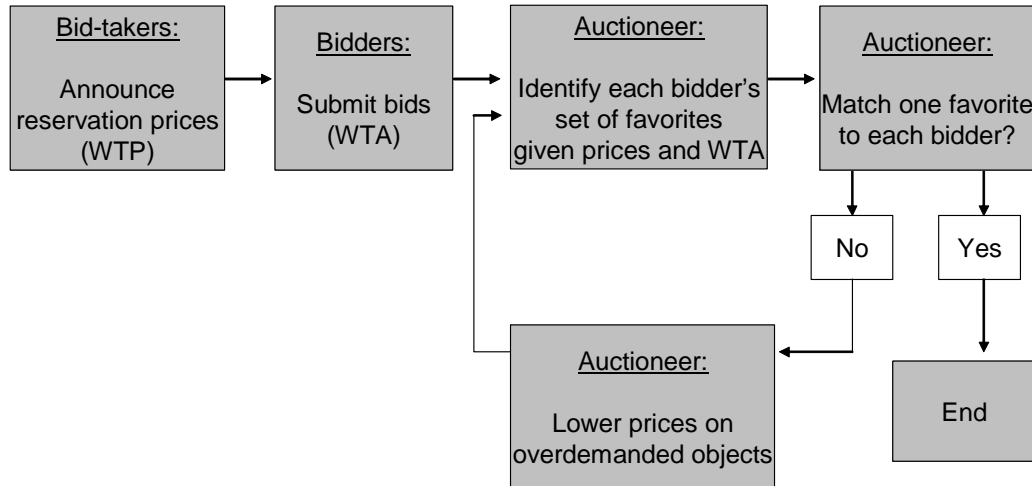 Bid-takers:
Announce
reservation prices
(WTP)
Bidders:
Submit bids
(WTA)
Auctioneer:
Identify each bidder's
set of favorites
given prices and WTA
Auctioneer:
Match one favorite
to each bidder?
No
Yes
Auctioneer:
Lower prices on
overdemanded objects
End